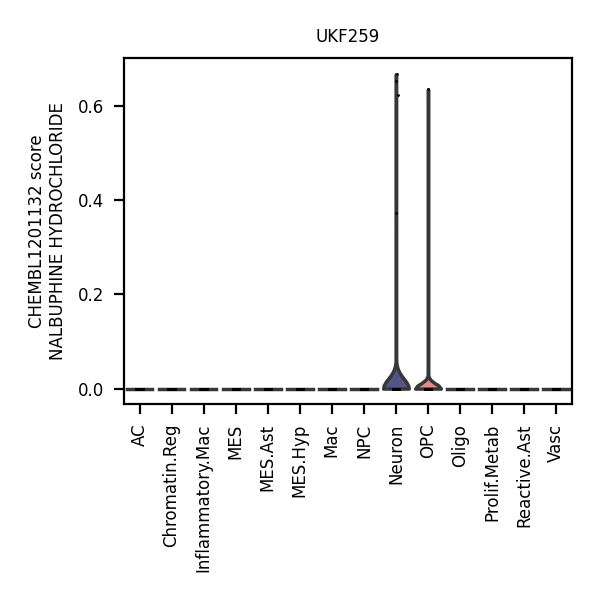 UKF259
CHEMBL1201132 score
NALBUPHINE HYDROCHLORIDE
0.6
0.4
0.2
0.0
AC
Chromatin.Reg
Inflammatory.Mac
MES
MES.Ast
MES.Hyp
Mac
NPC
Neuron
OPC
Oligo
Prolif.Metab
Reactive.Ast
Vasc